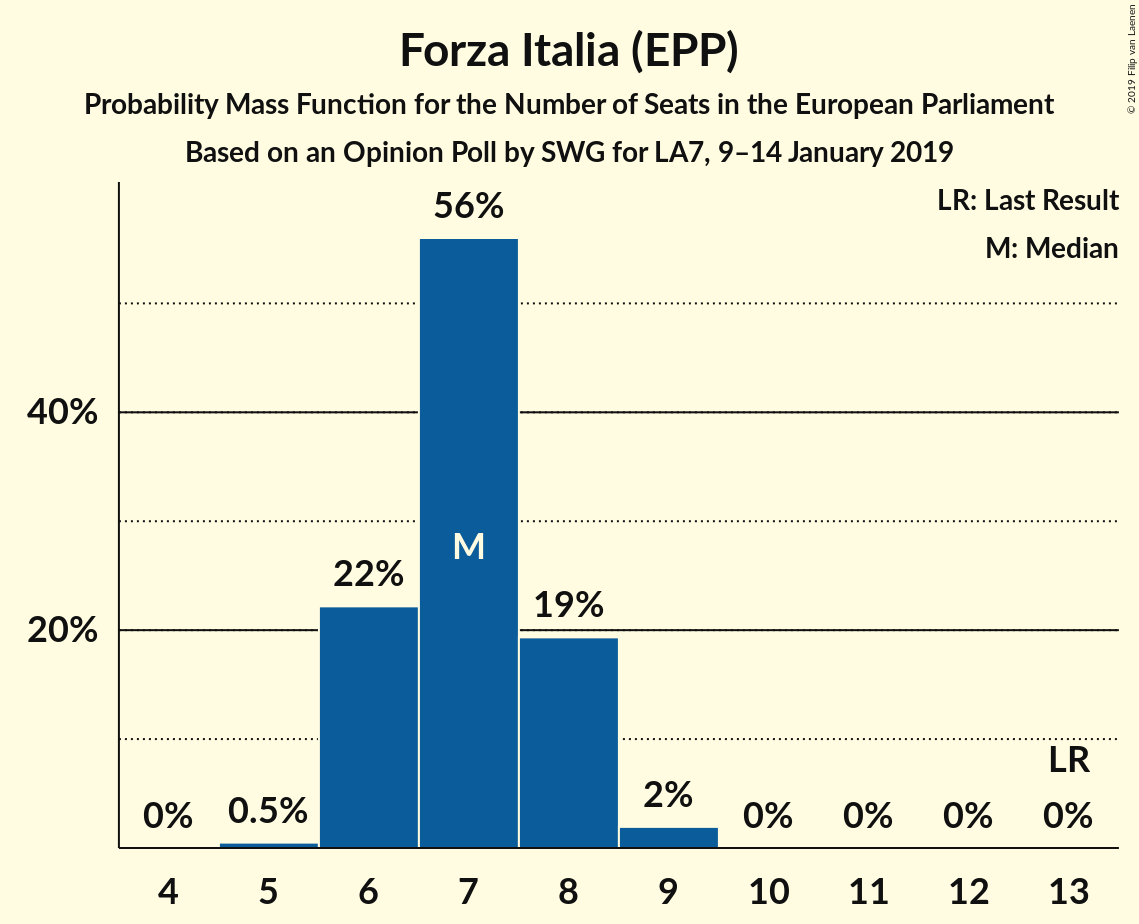 Forza Italia (EPP)
Probability Mass Function for the Number of Seats in the European Parliament
Based on an Opinion Poll by SWG for LA7, 9–14 January 2019
© 2019 Filip van Laenen
LR: Last Result
M: Median
56%
40%
M
22%
19%
20%
LR
0%
0.5%
2%
0%
0%
0%
0%
4 5 6 7 8 9 10 11 12 13